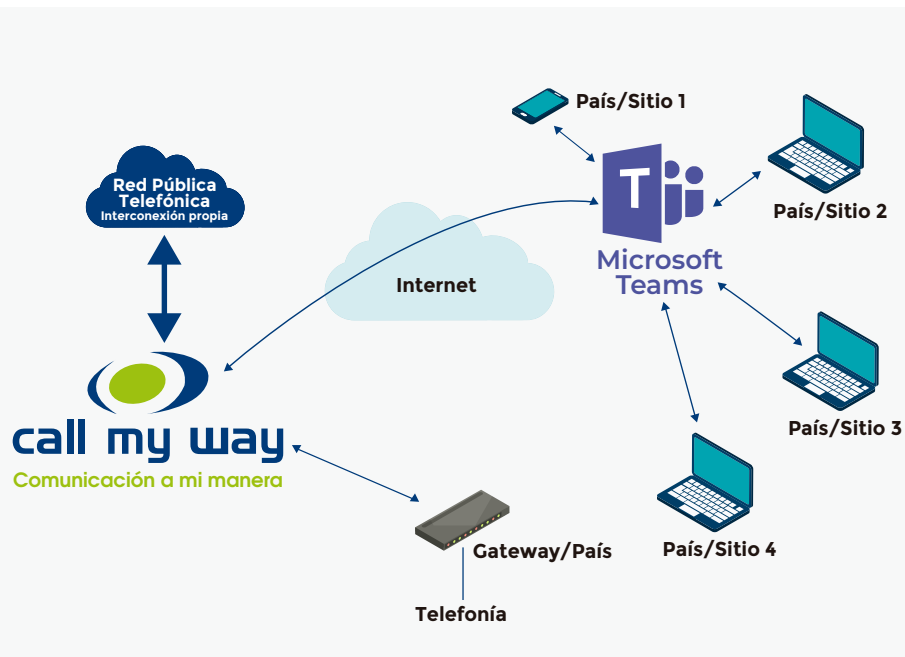 País/Sitio 1
Red Pública
Telefónica
Interconexión propia
T
País/Sitio 2
Microsoft
Teams
Internet
País/Sitio 3
call my way
Comunicación a mi manera
Gateway/País
País/Sitio 4
Telefonía